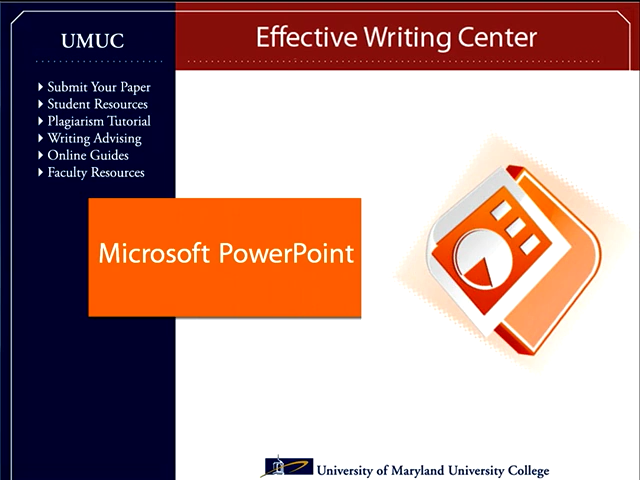 UMUC
Effective Writing Center
Submit Your Paper
Student Resources
Plagiarism Tutorial
Writing Advising
Online Guides
Faculty Resources
Microsoft PowerPoint
University of Maryland University College